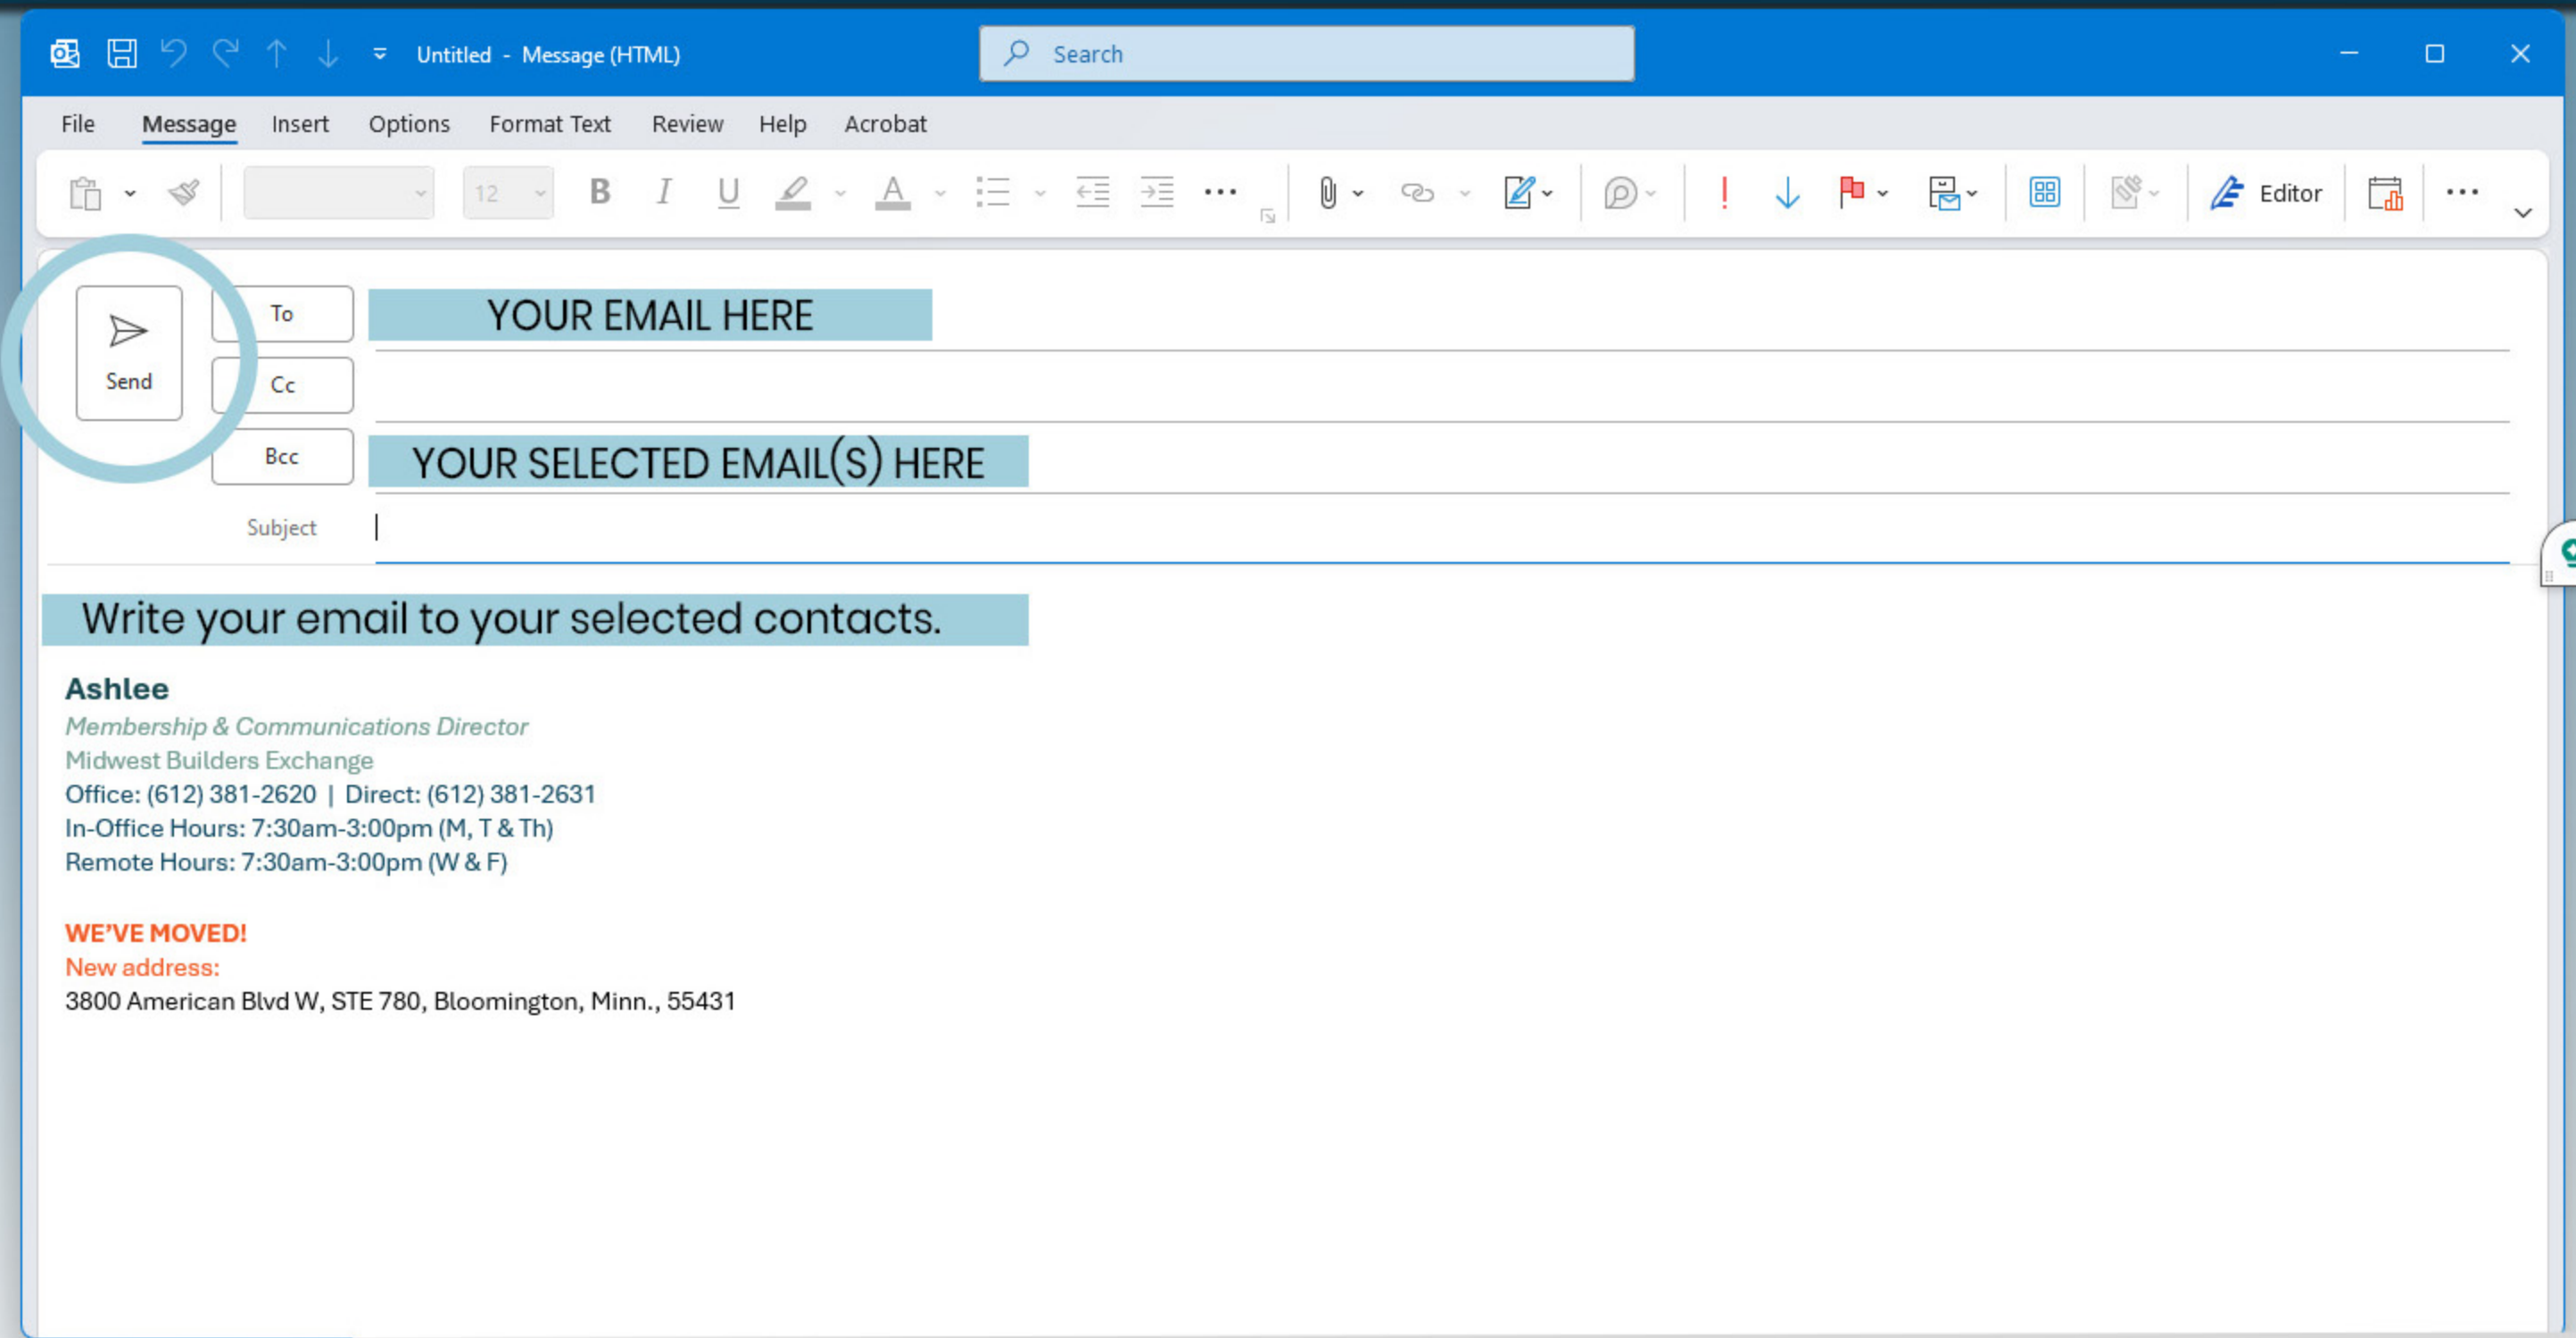 Untitled - Message (HTML)
Search
File Message Insert Options Format Text Review Help Acrobat
12 B I U A Editor
Send
To YOUR EMAIL HERE
Cc
Bcc YOUR SELECTED EMAIL(S) HERE
Subject
Write your email to your selected contacts.
Ashlee
Membership & Communications Director
Midwest Builders Exchange
Office: (612) 381-2620 | Direct: (612) 381-2631
In-Office Hours: 7:30am-3:00pm (M, T & Th)
Remote Hours: 7:30am-3:00pm (W & F)
WE’VE MOVED!
New address:
3800 American Blvd W, STE 780, Bloomington, Minn., 55431